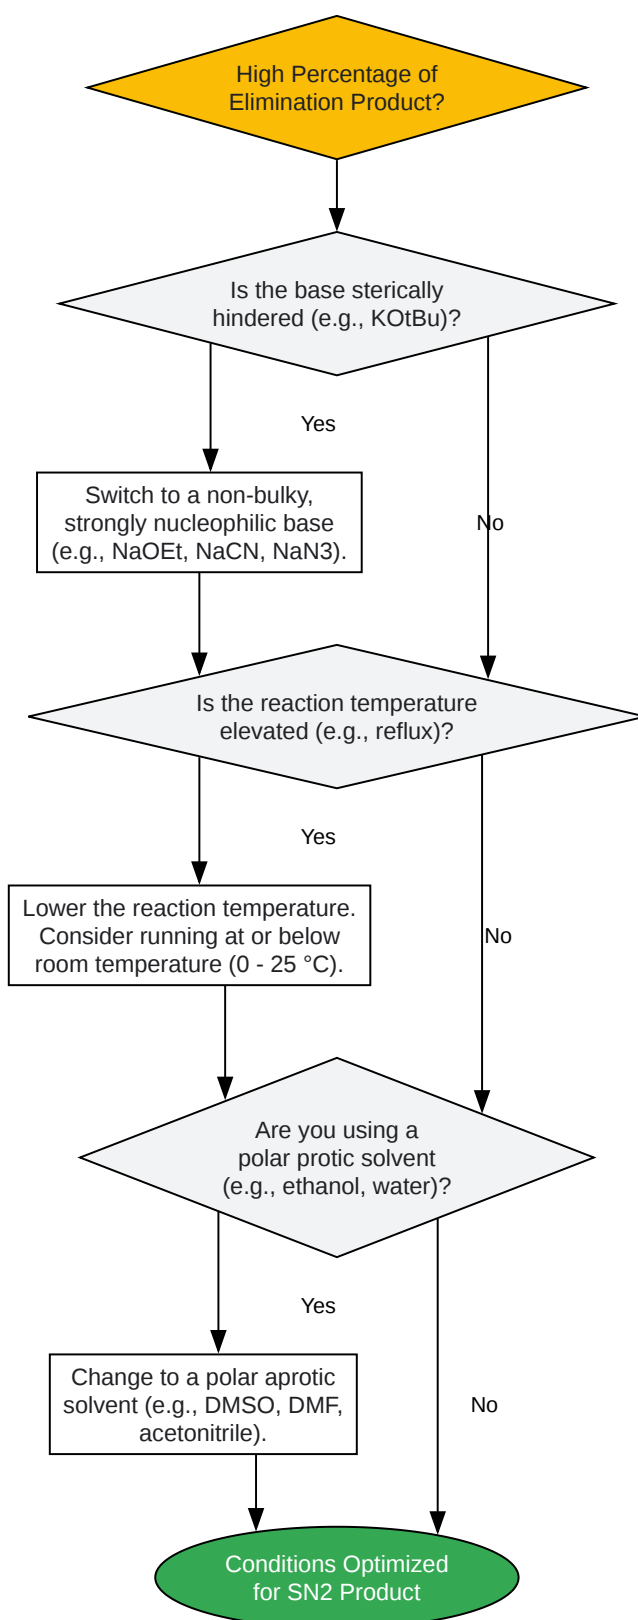 High Percentage of
Elimination Product?
Is the base sterically
hindered (e.g., KOtBu)?
Yes
Switch to a non-bulky,
strongly nucleophilic base
(e.g., NaOEt, NaCN, NaN3).
No
Is the reaction temperature
elevated (e.g., reflux)?
Yes
Lower the reaction temperature.
Consider running at or below
room temperature (0 - 25 °C).
No
Are you using a
polar protic solvent
(e.g., ethanol, water)?
Yes
Change to a polar aprotic
solvent (e.g., DMSO, DMF,
acetonitrile).
No
Conditions Optimized
for SN2 Product